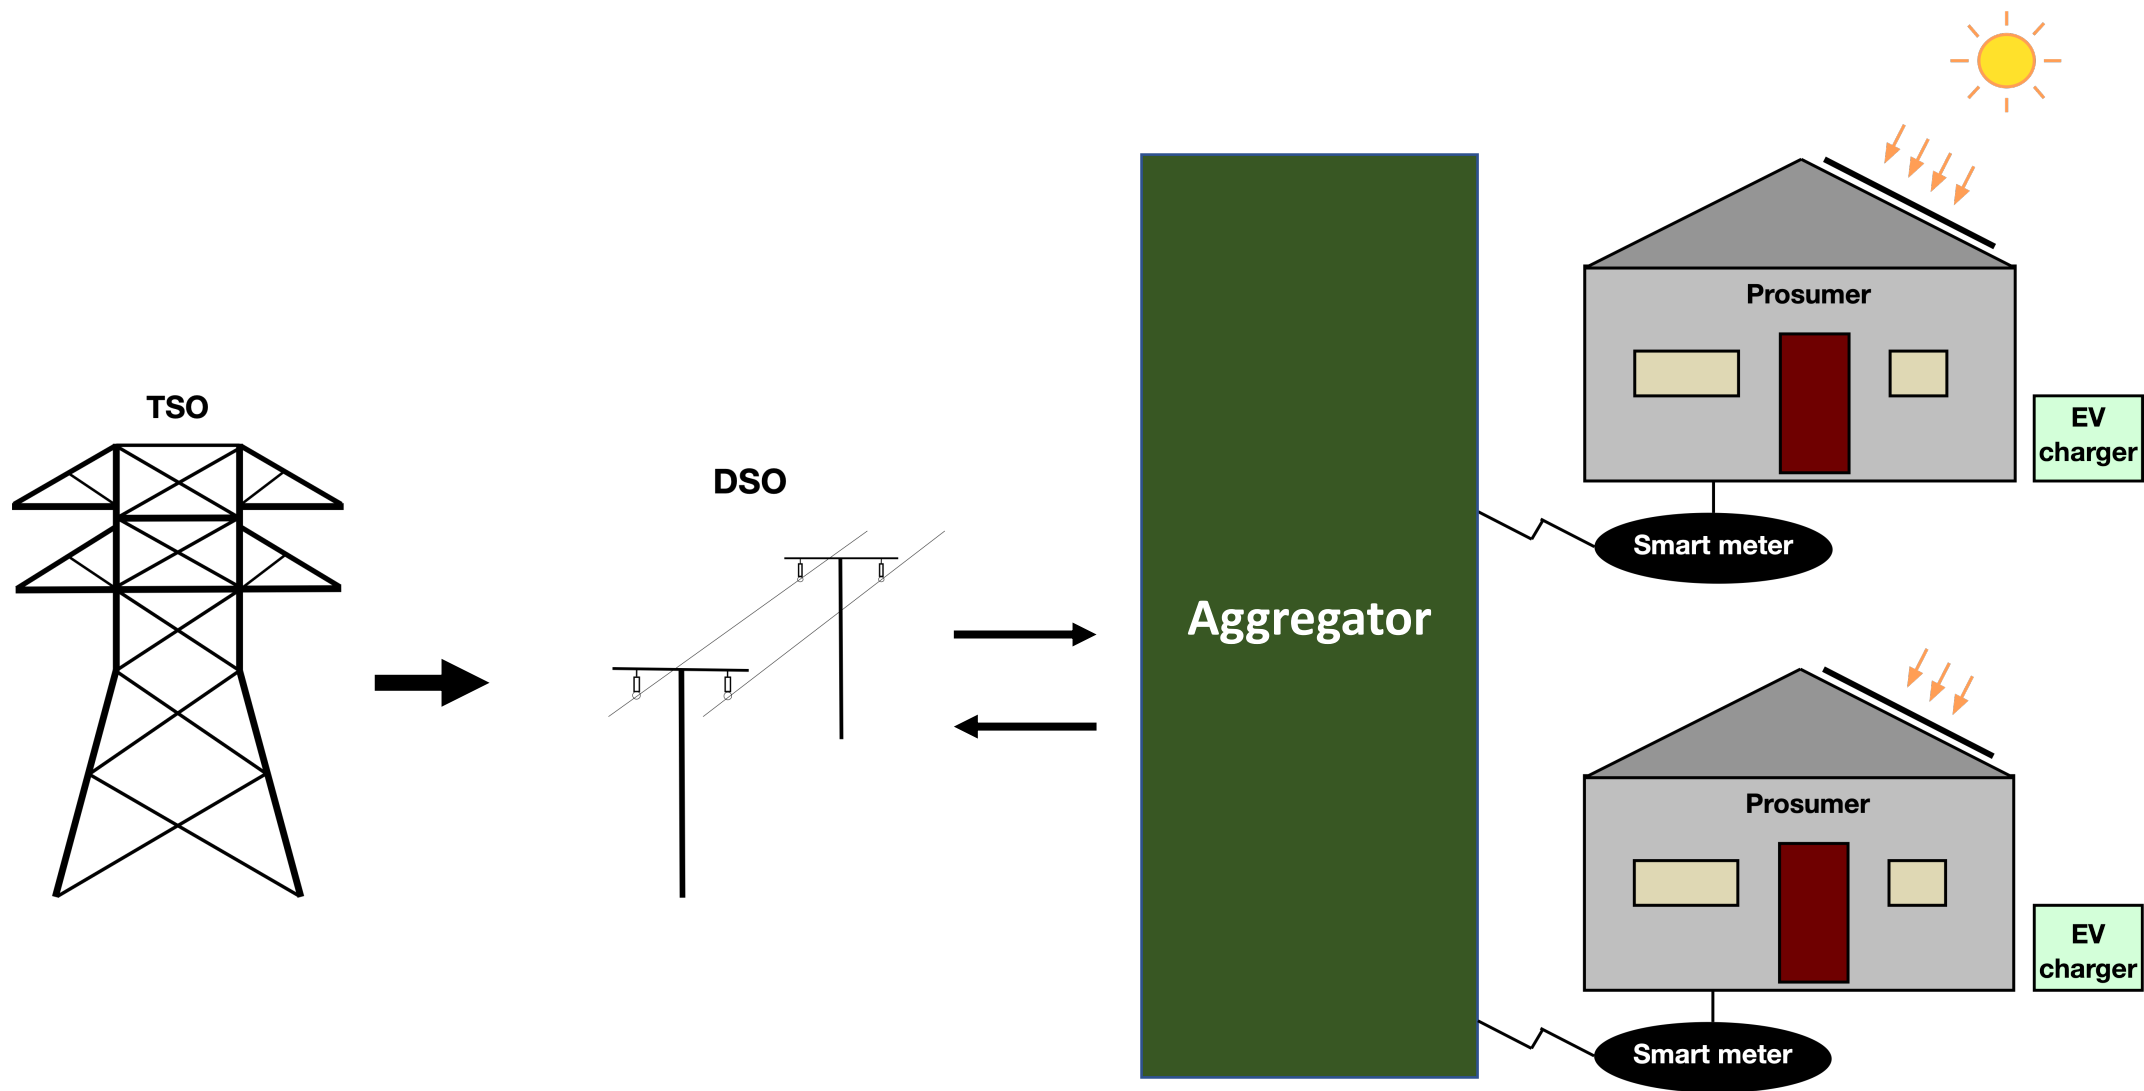 TSO
DSO
Aggregator
Prosumer
EV
charger
Smart meter
Prosumer
EV
charger
Smart meter